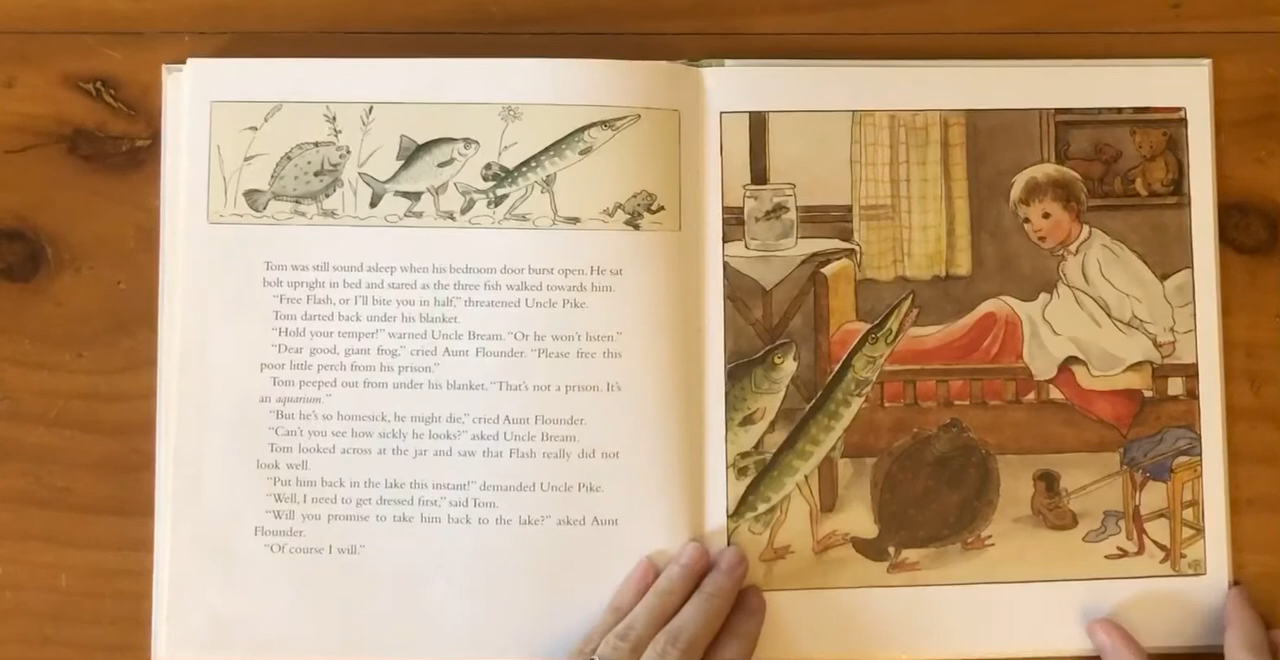 Tom was still sound asleep when his bedroom door burst open. He sat
bolt upright in bed and stared as the three fish walked towards him.
“Free Flash, or I’ll bite you in half,” threatened Uncle Pike.
Tom darted back under his blanket.
“Hold your temper!” warned Uncle Bream. “Or he won’t listen.”
“Dear good, giant frog,” cried Aunt Flounder. “Please free this
poor little perch from his prison.”
Tom peeped out from under his blanket. “That’s not a prison. It’s
an aquarium.”
“But he’s so homesick, he might die,” cried Aunt Flounder.
“Can’t you see how sickly he looks?” asked Uncle Bream.
Tom looked across at the jar and saw that Flash really did not
look well.
“Put him back in the lake this instant!” demanded Uncle Pike.
“Well, I need to get dressed first,” said Tom.
“Will you promise to take him back to the lake?” asked Aunt
Flounder.
“Of course I will.”